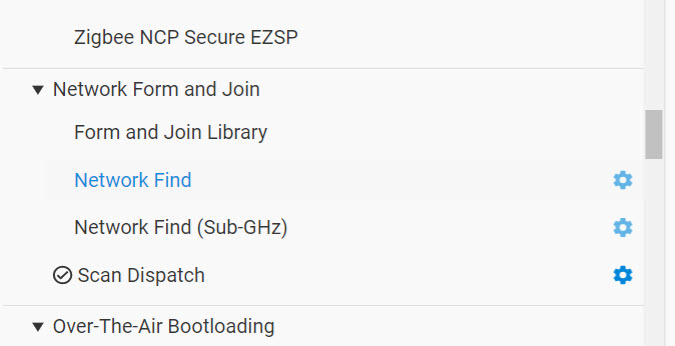 Zigbee NCP Secure EZSP
Network Form and Join
Form and Join Library
Network Find
Network Find (Sub-GHz)
Scan Dispatch
Over-The-Air Bootloading